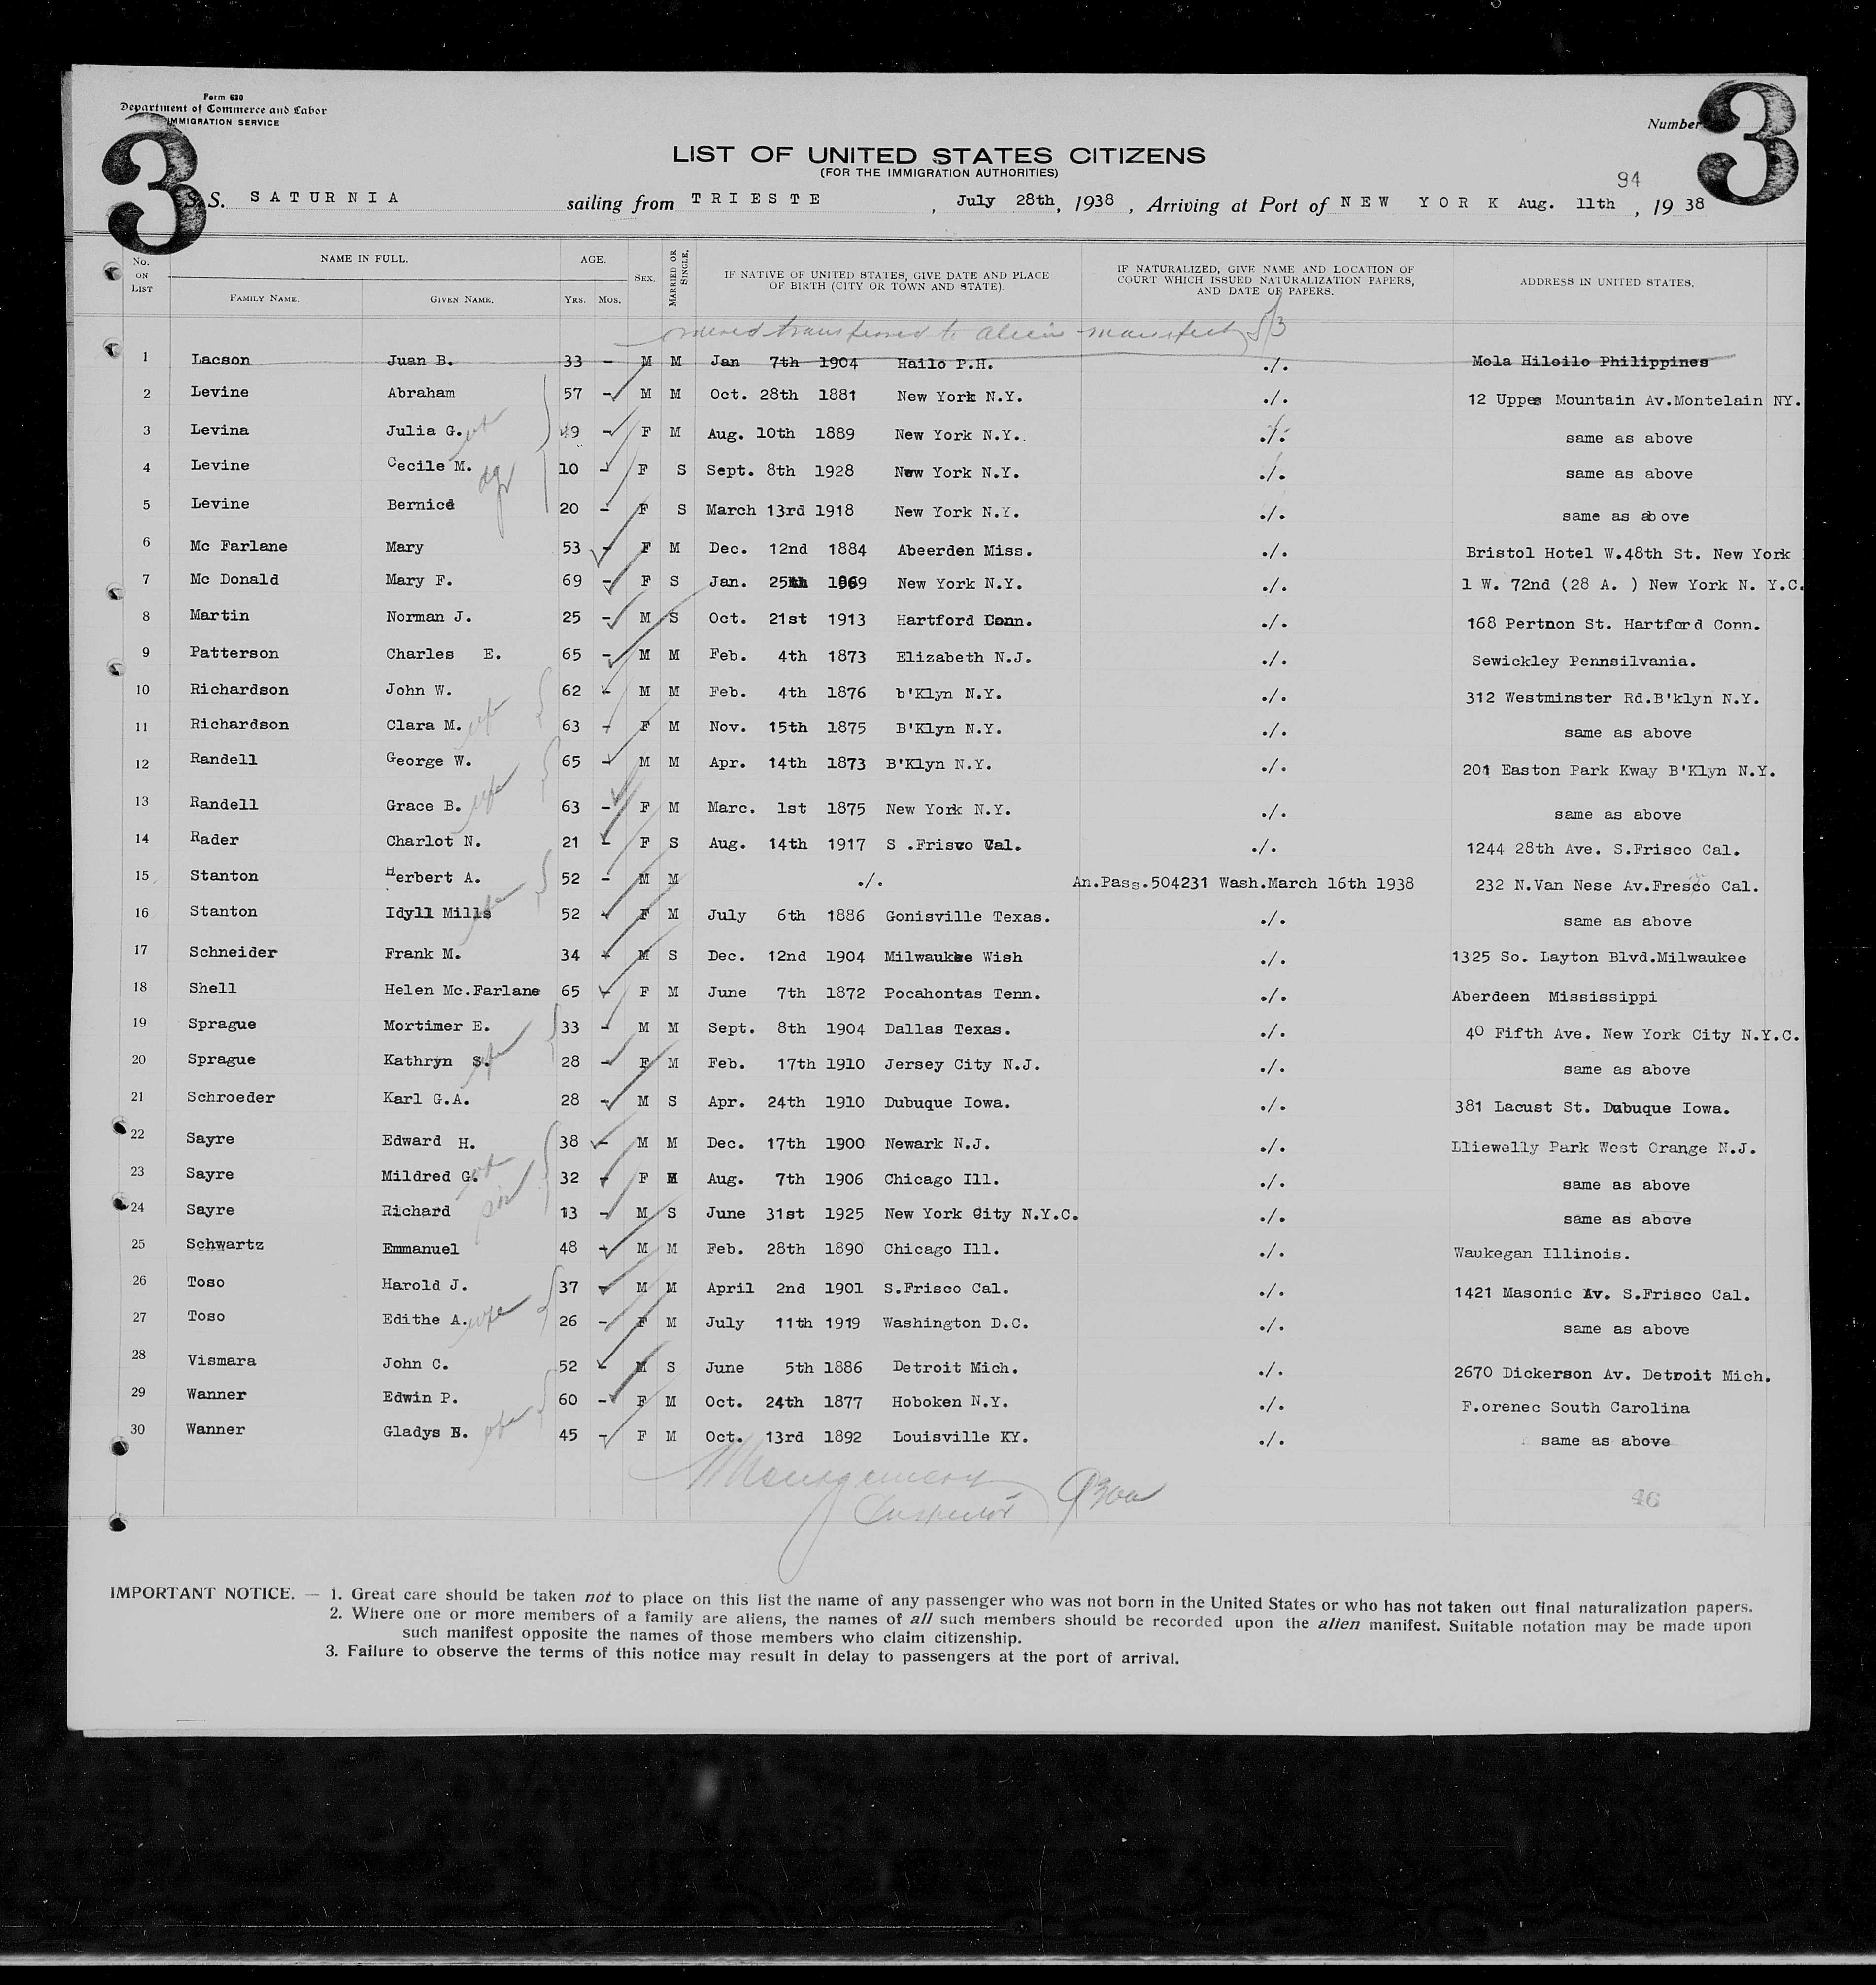 Form 630
Department of Commerce and Labor
IMMIGRATION SERVICE
3
Number
3
LIST OF UNITED STATES CITIZENS
(FOR THE IMMIGRATION AUTHORITIES)
94
S.S. SATURNIA sailing from TRIESTE, July 28th, 1938, Arriving at Port of NEW YORK Aug. 11th, 1938
No. ON LIST NAME IN FULL. AGE. SEX. MARRIED OR SINGLE. IF NATIVE OF UNITED STATES, GIVE DATE AND PLACE OF BIRTH (CITY OR TOWN AND STATE). IF NATURALIZED, GIVE NAME AND LOCATION OF COURT WHICH ISSUED NATURALIZATION PAPERS, AND DATE OF PAPERS. ADDRESS IN UNITED STATES.
FAMILY NAME. GIVEN NAME. YRS. MOS.
ordered transferred to alien manifest
1 Lacson Juan B. 33 - M M Jan 7th 1904 Hailo P.H. ./. Mola Hiloilo Philippines
2 Levine Abraham 57 - M M Oct. 28th 1881 New York N.Y. ./. 12 Uppes Mountain Av.Montelain NY.
3 Levina Julia G. wf 49 - F M Aug. 10th 1889 New York N.Y. ./. same as above
4 Levine Cecile M. 10 - F S Sept. 8th 1928 New York N.Y. ./. same as above
5 Levine Bernice 20 - F S March 13rd 1918 New York N.Y. ./. same as above
6 Mc Farlane Mary 53 - F M Dec. 12nd 1884 Abeerden Miss. ./. Bristol Hotel W.48th St. New York
7 Mc Donald Mary F. 69 - F S Jan. 25th 1869 New York N.Y. ./. 1 W. 72nd (28 A. ) New York N. Y.C.
8 Martin Norman J. 25 - M S Oct. 21st 1913 Hartford Conn. ./. 168 Pertnon St. Hartford Conn.
9 Patterson Charles E. 65 - M M Feb. 4th 1873 Elizabeth N.J. ./. Sewickley Pennsilvania.
10 Richardson John W. 62 - M M Feb. 4th 1876 b'Klyn N.Y. ./. 312 Westminster Rd.B'klyn N.Y.
11 Richardson Clara M. wf 63 - F M Nov. 15th 1875 B'Klyn N.Y. ./. same as above
12 Randell George W. 65 - M M Apr. 14th 1873 B'Klyn N.Y. ./. 201 Easton Park Kway B'Klyn N.Y.
13 Randell Grace B. wfe 63 - F M Marc. 1st 1875 New York N.Y. ./. same as above
14 Rader Charlot N. 21 - F S Aug. 14th 1917 S .Frisco Cal. ./. 1244 28th Ave. S.Frisco Cal.
15 Stanton Herbert A. 52 - M M ./. An.Pass.504231 Wash.March 16th 1938 232 N.Van Nese Av.Fresco Cal.
16 Stanton Idyll Mills wfe 52 - F M July 6th 1886 Gonisville Texas. ./. same as above
17 Schneider Frank M. 34 - M S Dec. 12nd 1904 Milwaukee Wish ./. 1325 So. Layton Blvd.Milwaukee
18 Shell Helen Mc.Farlane 65 - F M June 7th 1872 Pocahontas Tenn. ./. Aberdeen Mississippi
19 Sprague Mortimer E. 33 - M M Sept. 8th 1904 Dallas Texas. ./. 40 Fifth Ave. New York City N.Y.C.
20 Sprague Kathryn S. wfe 28 - F M Feb. 17th 1910 Jersey City N.J. ./. same as above
21 Schroeder Karl G.A. 28 - M S Apr. 24th 1910 Dubuque Iowa. ./. 381 Lacust St. Dubuque Iowa.
22 Sayre Edward H. 38 - M M Dec. 17th 1900 Newark N.J. ./. Lliewelly Park West Orange N.J.
23 Sayre Mildred G. wfe 32 - F M Aug. 7th 1906 Chicago Ill. ./. same as above
24 Sayre Richard son 13 - M S June 31st 1925 New York City N.Y.C. ./. same as above
25 Schwartz Emmanuel 48 - M M Feb. 28th 1890 Chicago Ill. ./. Waukegan Illinois.
26 Toso Harold J. 37 - M M April 2nd 1901 S.Frisco Cal. ./. 1421 Masonic Av. S.Frisco Cal.
27 Toso Edithe A. wfe 26 - F M July 11th 1919 Washington D.C. ./. same as above
28 Vismara John C. 52 - M S June 5th 1886 Detroit Mich. ./. 2670 Dickerson Av. Detroit Mich.
29 Wanner Edwin P. 60 - F M Oct. 24th 1877 Hoboken N.Y. ./. F.orenec South Carolina
30 Wanner Gladys E. wfe 45 - F M Oct. 13rd 1892 Louisville KY. ./. same as above
Montgomery
Inspector 930a
46
IMPORTANT NOTICE. — 1. Great care should be taken not to place on this list the name of any passenger who was not born in the United States or who has not taken out final naturalization papers.
2. Where one or more members of a family are aliens, the names of all such members should be recorded upon the alien manifest. Suitable notation may be made upon
such manifest opposite the names of those members who claim citizenship.
3. Failure to observe the terms of this notice may result in delay to passengers at the port of arrival.